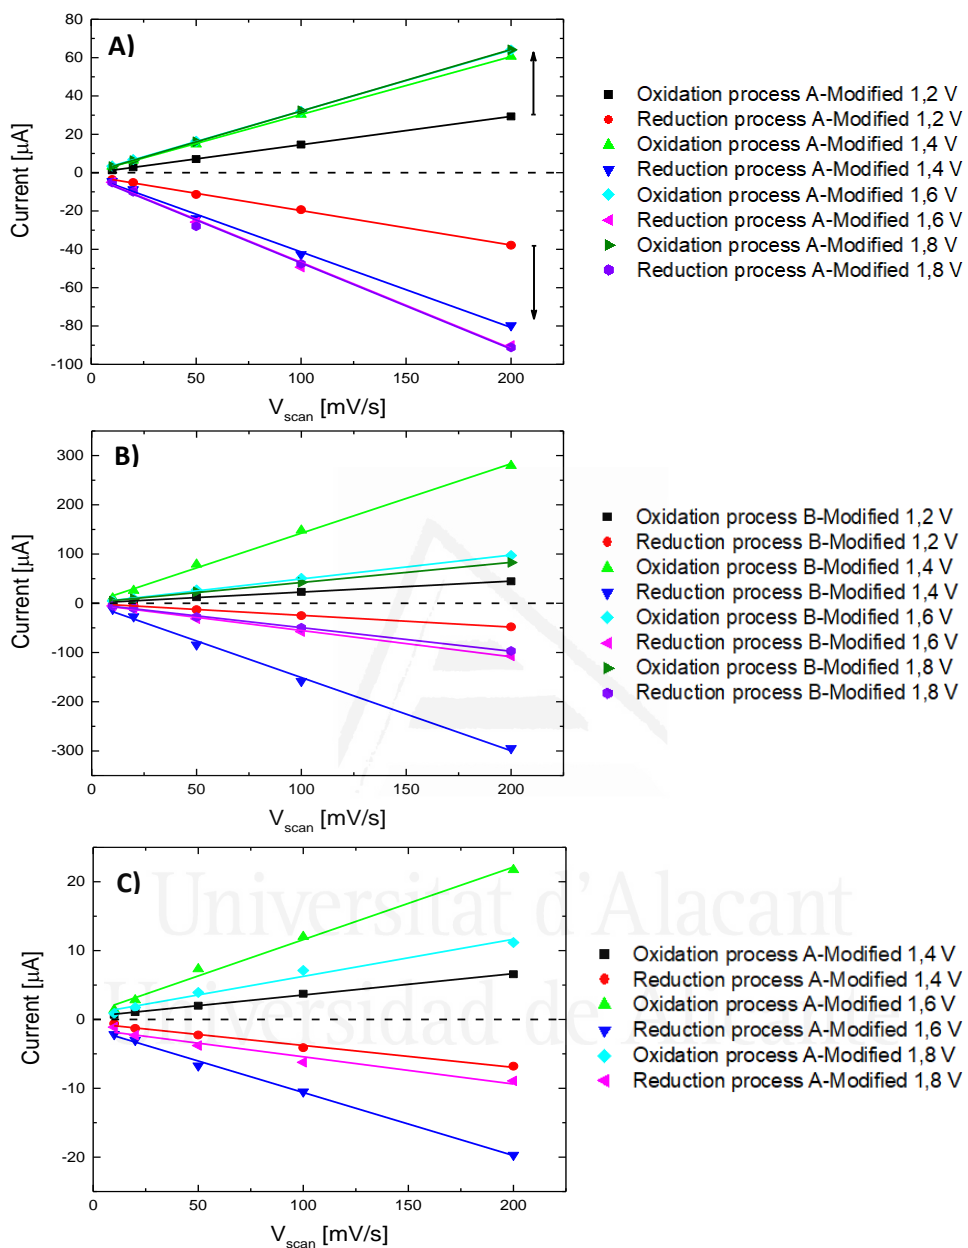 A)
80
60
40
20
0
-20
-40
-60
-80
-100
Current [µA]
0
50
100
150
200
V_scan [mV/s]
Oxidation process A-Modified 1,2 V
Reduction process A-Modified 1,2 V
Oxidation process A-Modified 1,4 V
Reduction process A-Modified 1,4 V
Oxidation process A-Modified 1,6 V
Reduction process A-Modified 1,6 V
Oxidation process A-Modified 1,8 V
Reduction process A-Modified 1,8 V
B)
300
200
100
0
-100
-200
-300
Current [µA]
0
50
100
150
200
V_scan [mV/s]
Oxidation process B-Modified 1,2 V
Reduction process B-Modified 1,2 V
Oxidation process B-Modified 1,4 V
Reduction process B-Modified 1,4 V
Oxidation process B-Modified 1,6 V
Reduction process B-Modified 1,6 V
Oxidation process B-Modified 1,8 V
Reduction process B-Modified 1,8 V
C)
20
10
0
-10
-20
Current [µA]
0
50
100
150
200
V_scan [mV/s]
Oxidation process A-Modified 1,4 V
Reduction process A-Modified 1,4 V
Oxidation process A-Modified 1,6 V
Reduction process A-Modified 1,6 V
Oxidation process A-Modified 1,8 V
Reduction process A-Modified 1,8 V
Universitat d'Alacant
Universidad de Alicante